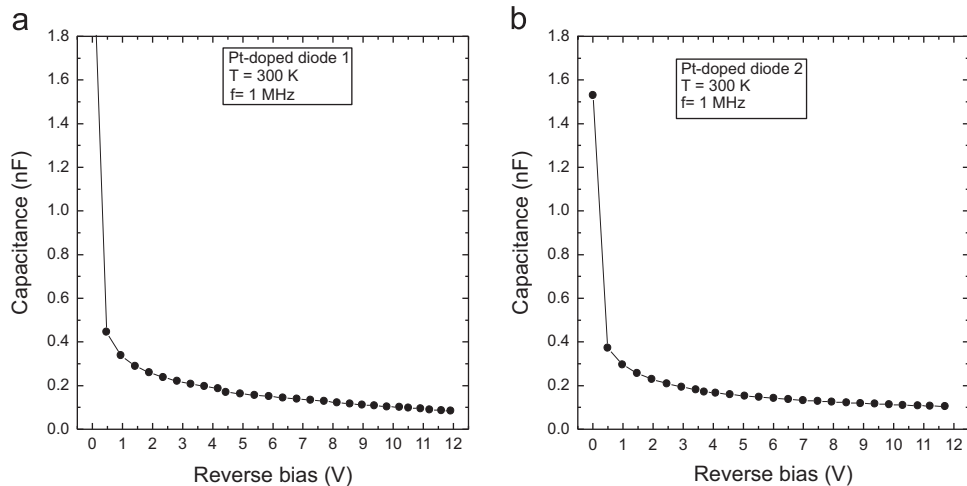 a
1.8
1.6
1.4
1.2
1.0
0.8
0.6
0.4
0.2
0.0
Capacitance (nF)
Pt-doped diode 1
T = 300 K
f= 1 MHz
0 1 2 3 4 5 6 7 8 9 10 11 12
Reverse bias (V)
b
1.8
1.6
1.4
1.2
1.0
0.8
0.6
0.4
0.2
0.0
Capacitance (nF)
Pt-doped diode 2
T = 300 K
f= 1 MHz
0 1 2 3 4 5 6 7 8 9 10 11 12
Reverse bias (V)